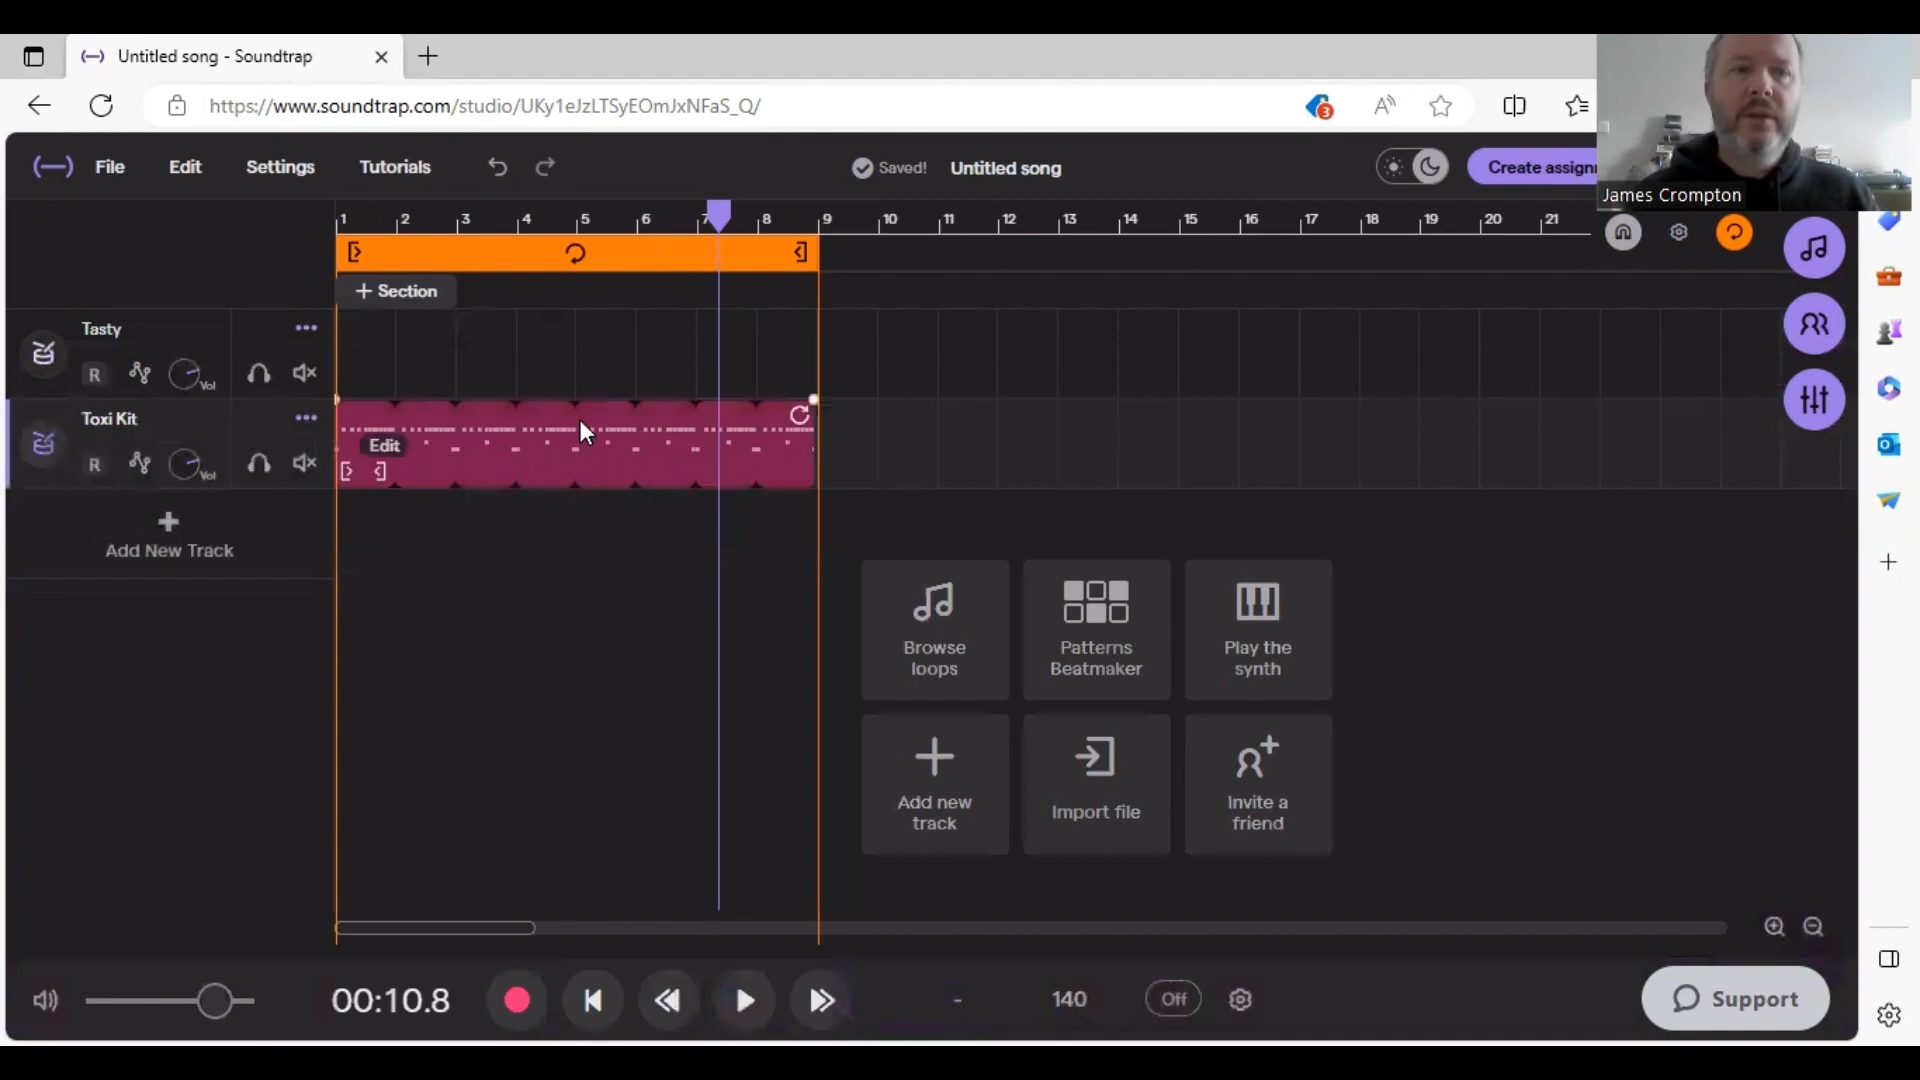 Untitled song - Soundtrap
https://www.soundtrap.com/studio/UKy1eJzLTSyEOmJxNFaS_Q/
3
File Edit Settings Tutorials Saved! Untitled song Create assignm
James Crompton
1 2 3 4 5 6 7 8 9 10 11 12 13 14 15 16 17 18 19 20 21
+ Section
Tasty
R Vol
Toxi Kit
R Vol
Edit
Add New Track
Browse
loops
Patterns
Beatmaker
Play the
synth
Add new
track
Import file
Invite a
friend
00:10.8 - 140 Off
Support